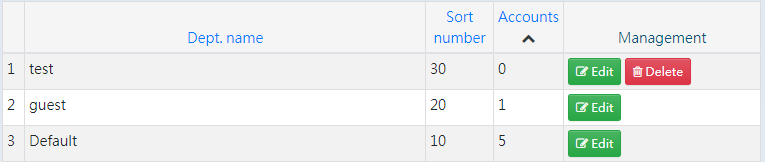 Dept. name Sort number Accounts Management
1 test 30 0 Edit Delete
2 guest 20 1 Edit
3 Default 10 5 Edit